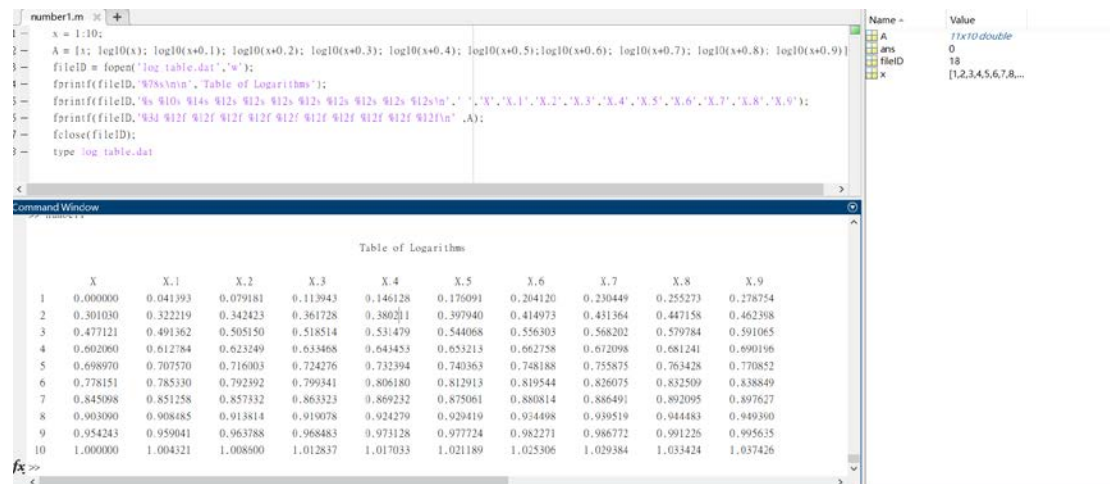 number1.m
x = 1:10;
A = [x; log10(x); log10(x+0.1); log10(x+0.2); log10(x+0.3); log10(x+0.4); log10(x+0.5);log10(x+0.6); log10(x+0.7); log10(x+0.8); log10(x+0.9)]
fileID = fopen('log_table.dat','w');
fprintf(fileID,'%78s\n\n','Table of Logarithms');
fprintf(fileID,'%s %10s %14s %12s %12s %12s %12s %12s %12s %12s %12s\n',' ','X','X.1','X.2','X.3','X.4','X.5','X.6','X.7','X.8','X.9');
fprintf(fileID,'%3d %12f %12f %12f %12f %12f %12f %12f %12f %12f %12f\n' ,A);
fclose(fileID);
type log_table.dat
Name Value
A 11x10 double
ans 0
fileID 18
x [1,2,3,4,5,6,7,8,...
Command Window
Table of Logarithms
X X.1 X.2 X.3 X.4 X.5 X.6 X.7 X.8 X.9
1 0.000000 0.041393 0.079181 0.113943 0.146128 0.176091 0.204120 0.230449 0.255273 0.278754
2 0.301030 0.322219 0.342423 0.361728 0.380211 0.397940 0.414973 0.431364 0.447158 0.462398
3 0.477121 0.491362 0.505150 0.518514 0.531479 0.544068 0.556303 0.568202 0.579784 0.591065
4 0.602060 0.612784 0.623249 0.633468 0.643453 0.653213 0.662758 0.672098 0.681241 0.690196
5 0.698970 0.707570 0.716003 0.724276 0.732394 0.740363 0.748188 0.755875 0.763428 0.770852
6 0.778151 0.785330 0.792392 0.799341 0.806180 0.812913 0.819544 0.826075 0.832509 0.838849
7 0.845098 0.851258 0.857332 0.863323 0.869232 0.875061 0.880814 0.886491 0.892095 0.897627
8 0.903090 0.908485 0.913814 0.919078 0.924279 0.929419 0.934498 0.939519 0.944483 0.949390
9 0.954243 0.959041 0.963788 0.968483 0.973128 0.977724 0.982271 0.986772 0.991226 0.995635
10 1.000000 1.004321 1.008600 1.012837 1.017033 1.021189 1.025306 1.029384 1.033424 1.037426
fx >>